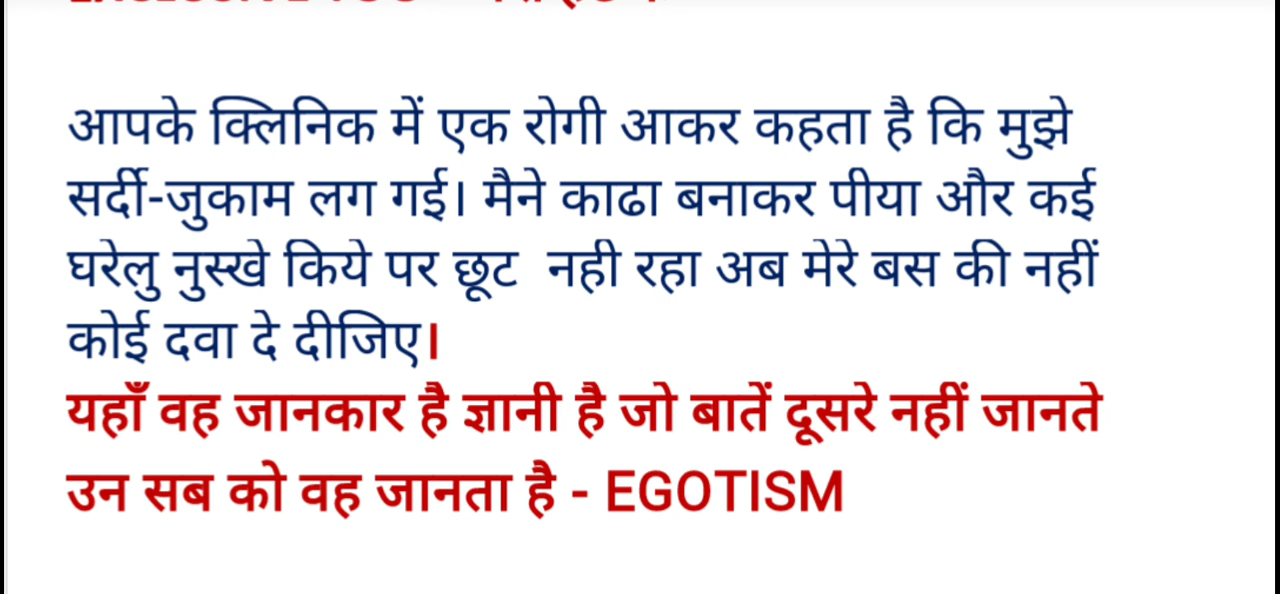 आपके क्लिनिक में एक रोगी आकर कहता है कि मुझे
सर्दी-जुकाम लग गई। मैने काढा बनाकर पीया और कई
घरेलु नुस्खे किये पर छूट नही रहा अब मेरे बस की नहीं
कोई दवा दे दीजिए।
यहाँ वह जानकार है ज्ञानी है जो बातें दूसरे नहीं जानते
उन सब को वह जानता है - EGOTISM